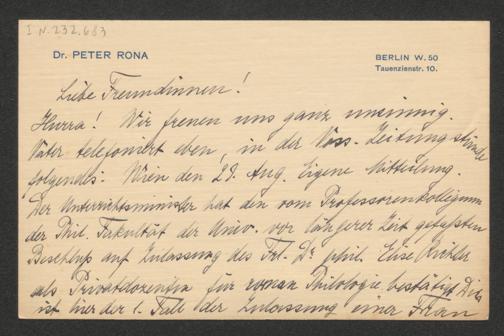 I.N. 232.683
Dr. PETER RONA
BERLIN W. 50
Tauenzienstr. 10.
Liebe Freundinnen!
Hurra! Wir freuen uns ganz unsinnig.
Vater telefoniert eben, in der Voss. Zeitung stünde
folgendes: Wien den 29. Aug. Eigene Mitteilung.
Der Unterrichtsminister hat den vom Professorenkollegium
der Phil. Fakultät der Univ. vor längerer Zeit gefassten
Beschluss auf Zulassung des Frl. Dr. phil. Elise Richter
als Privatdozentin für roman Philologie bestätigt. Dies
ist hier der 1. Fall der Zulassung einer Frau